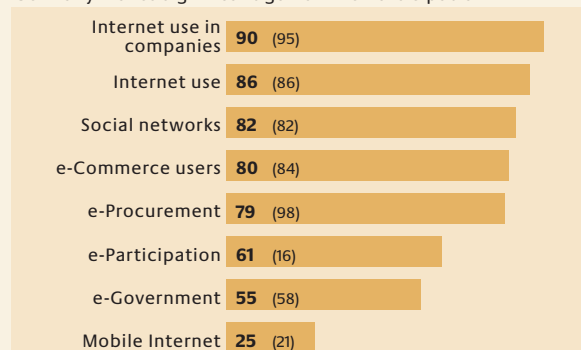 Internet use in
companies 90 (95)
Internet use 86 (86)
Social networks 82 (82)
e-Commerce users 80 (84)
e-Procurement 79 (98)
e-Participation 61 (16)
e-Government 55 (58)
Mobile Internet 25 (21)